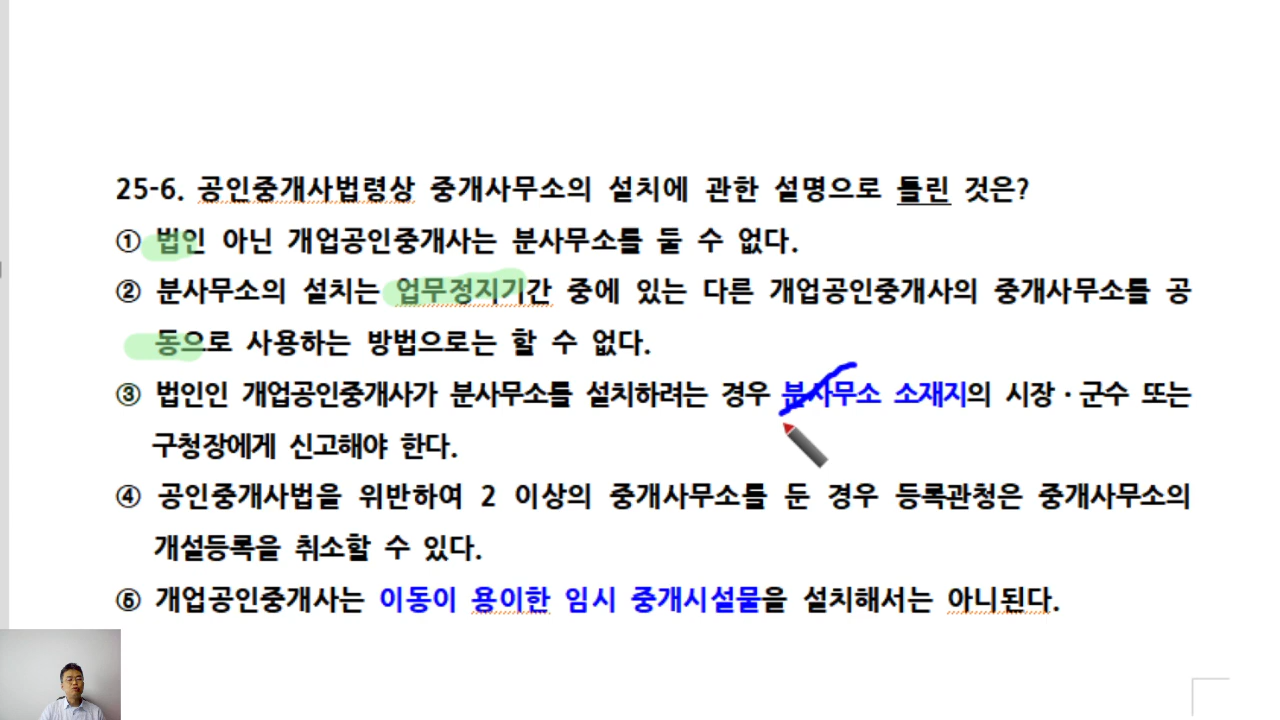 25-6. 공인중개사법령상 중개사무소의 설치에 관한 설명으로 틀린 것은?
① 법인 아닌 개업공인중개사는 분사무소를 둘 수 없다.
② 분사무소의 설치는 업무정지기간 중에 있는 다른 개업공인중개사의 중개사무소를 공
동으로 사용하는 방법으로는 할 수 없다.
③ 법인인 개업공인중개사가 분사무소를 설치하려는 경우 분사무소 소재지의 시장·군수 또는
구청장에게 신고해야 한다.
④ 공인중개사법을 위반하여 2 이상의 중개사무소를 둔 경우 등록관청은 중개사무소의
개설등록을 취소할 수 있다.
⑤ 개업공인중개사는 이동이 용이한 임시 중개시설물을 설치해서는 아니된다.